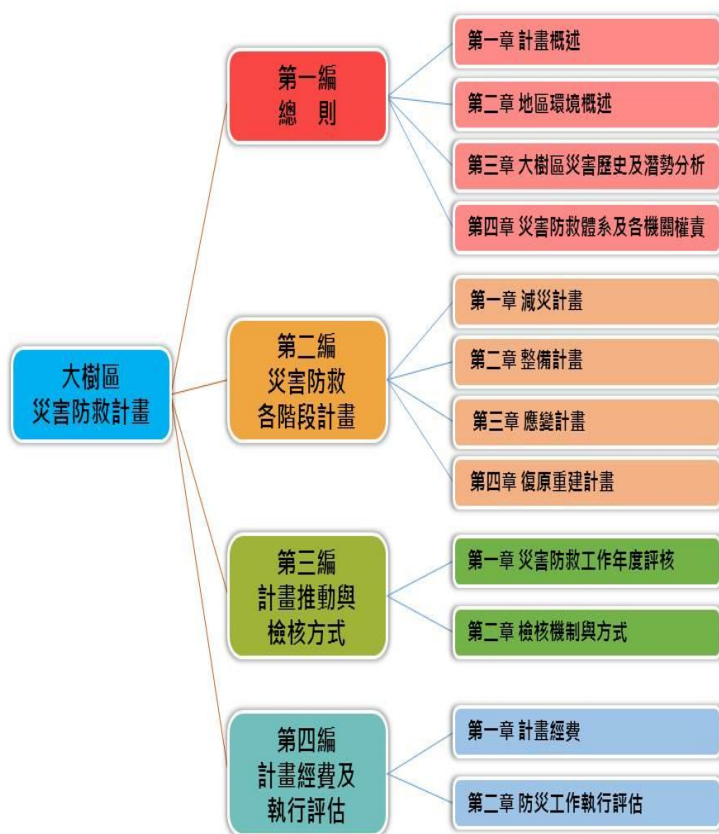 大樹區
災害防救計畫
第一編
總 則
第一章 計畫概述
第二章 地區環境概述
第三章 大樹區災害歷史及潛勢分析
第四章 災害防救體系及各機關權責
第二編
災害防救
各階段計畫
第一章 減災計畫
第二章 整備計畫
第三章 應變計畫
第四章 復原重建計畫
第三編
計畫推動與
檢核方式
第一章 災害防救工作年度評核
第二章 檢核機制與方式
第四編
計畫經費及
執行評估
第一章 計畫經費
第二章 防災工作執行評估